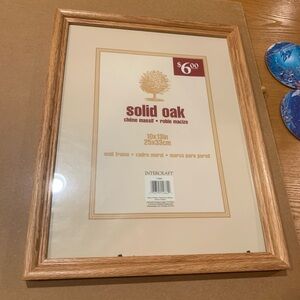 $6.00
solid oak
chêne massif • roble macizo
10x13in
25x33cm
wall frame • cadre mural • marco para pared
INTERCRAFT